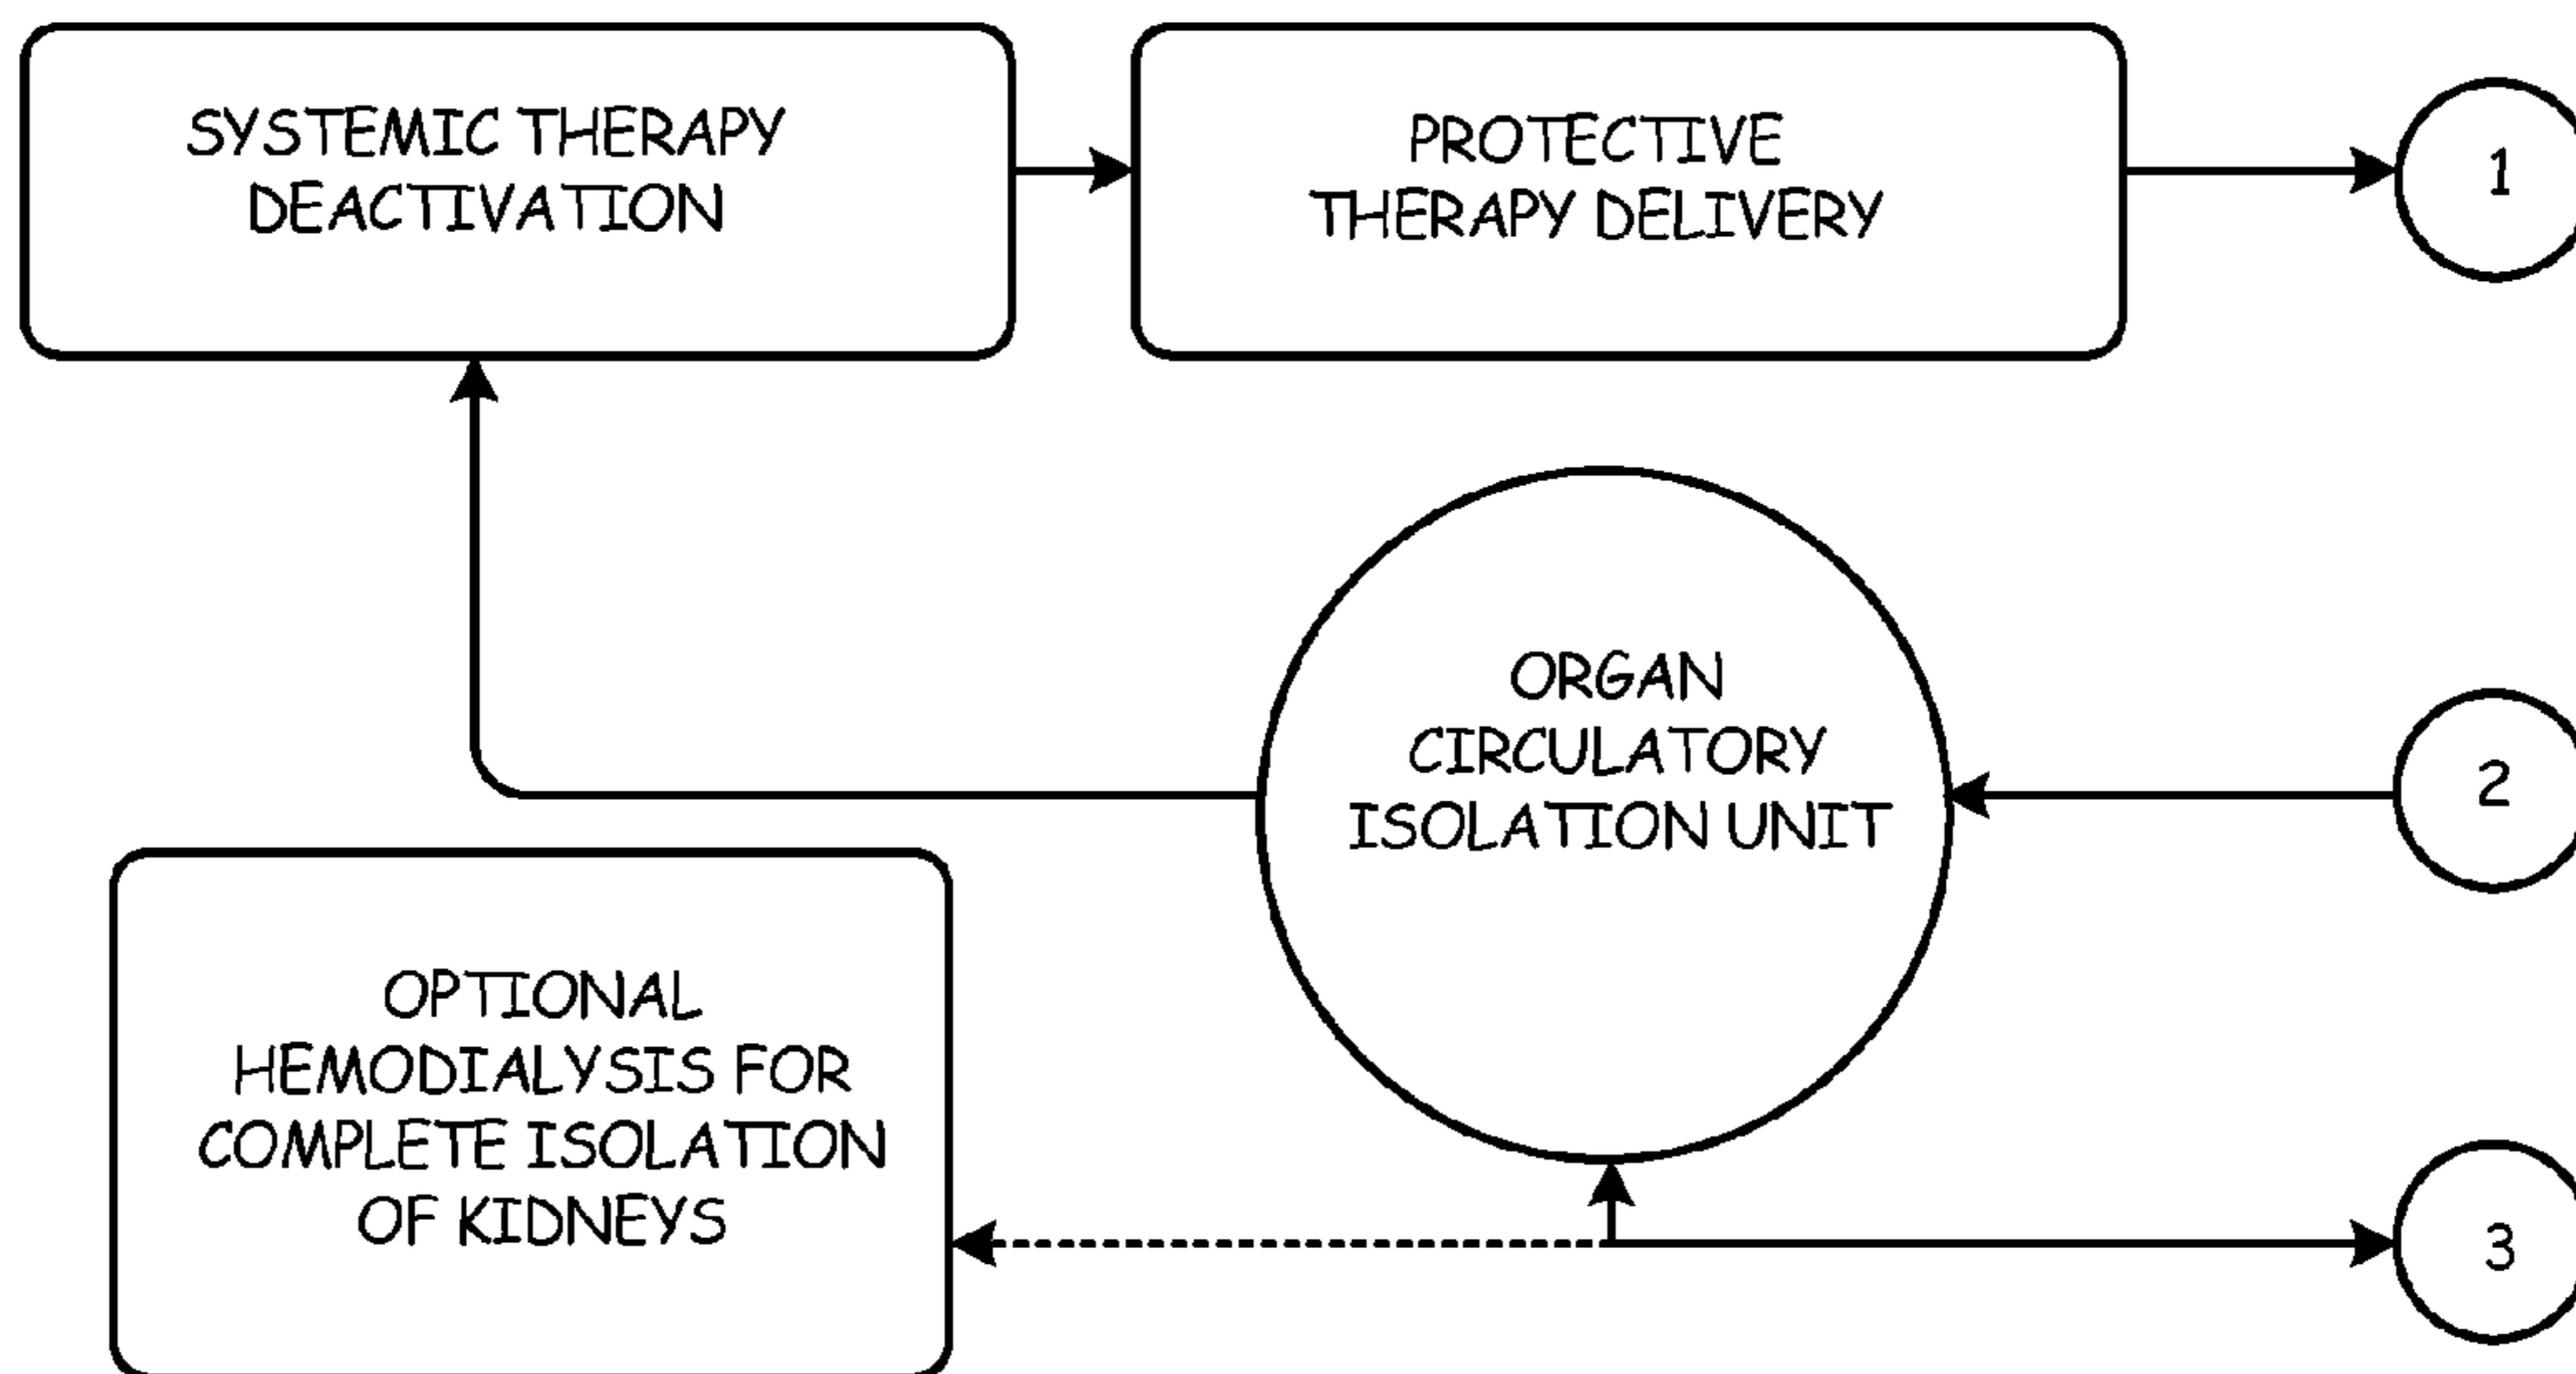 SYSTEMIC THERAPY
DEACTIVATION
PROTECTIVE
THERAPY DELIVERY
1
ORGAN
CIRCULATORY
ISOLATION UNIT
2
OPTIONAL
HEMODIALYSIS FOR
COMPLETE ISOLATION
OF KIDNEYS
3